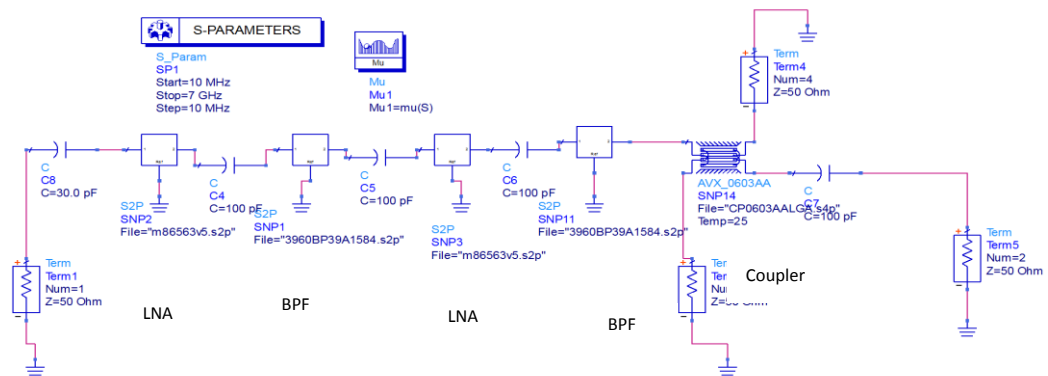 S-PARAMETERS
S_Param
SP1
Start=10 MHz
Stop=7 GHz
Step=10 MHz
Mu
Mu
Mu1
Mu1=mu(S)
Term
Term4
Num=4
Z=50 Ohm
C
C8
C=30.0 pF
C
C4
C=100 pF
C
C5
C=100 pF
C
C6
C=100 pF
S2P
SNP2
File="m86563v5.s2p"
S2P
SNP1
File="3960BP39A1584.s2p"
S2P
SNP3
File="m86563v5.s2p"
S2P
SNP11
File="3960BP39A1584.s2p"
AVX_0603AA
SNP14
File="CP0603AALGA.s4p"
Temp=25
C
C7
C=100 pF
Term
Term1
Num=1
Z=50 Ohm
Term
Term5
Num=2
Z=50 Ohm
Coupler
LNA
BPF
LNA
BPF